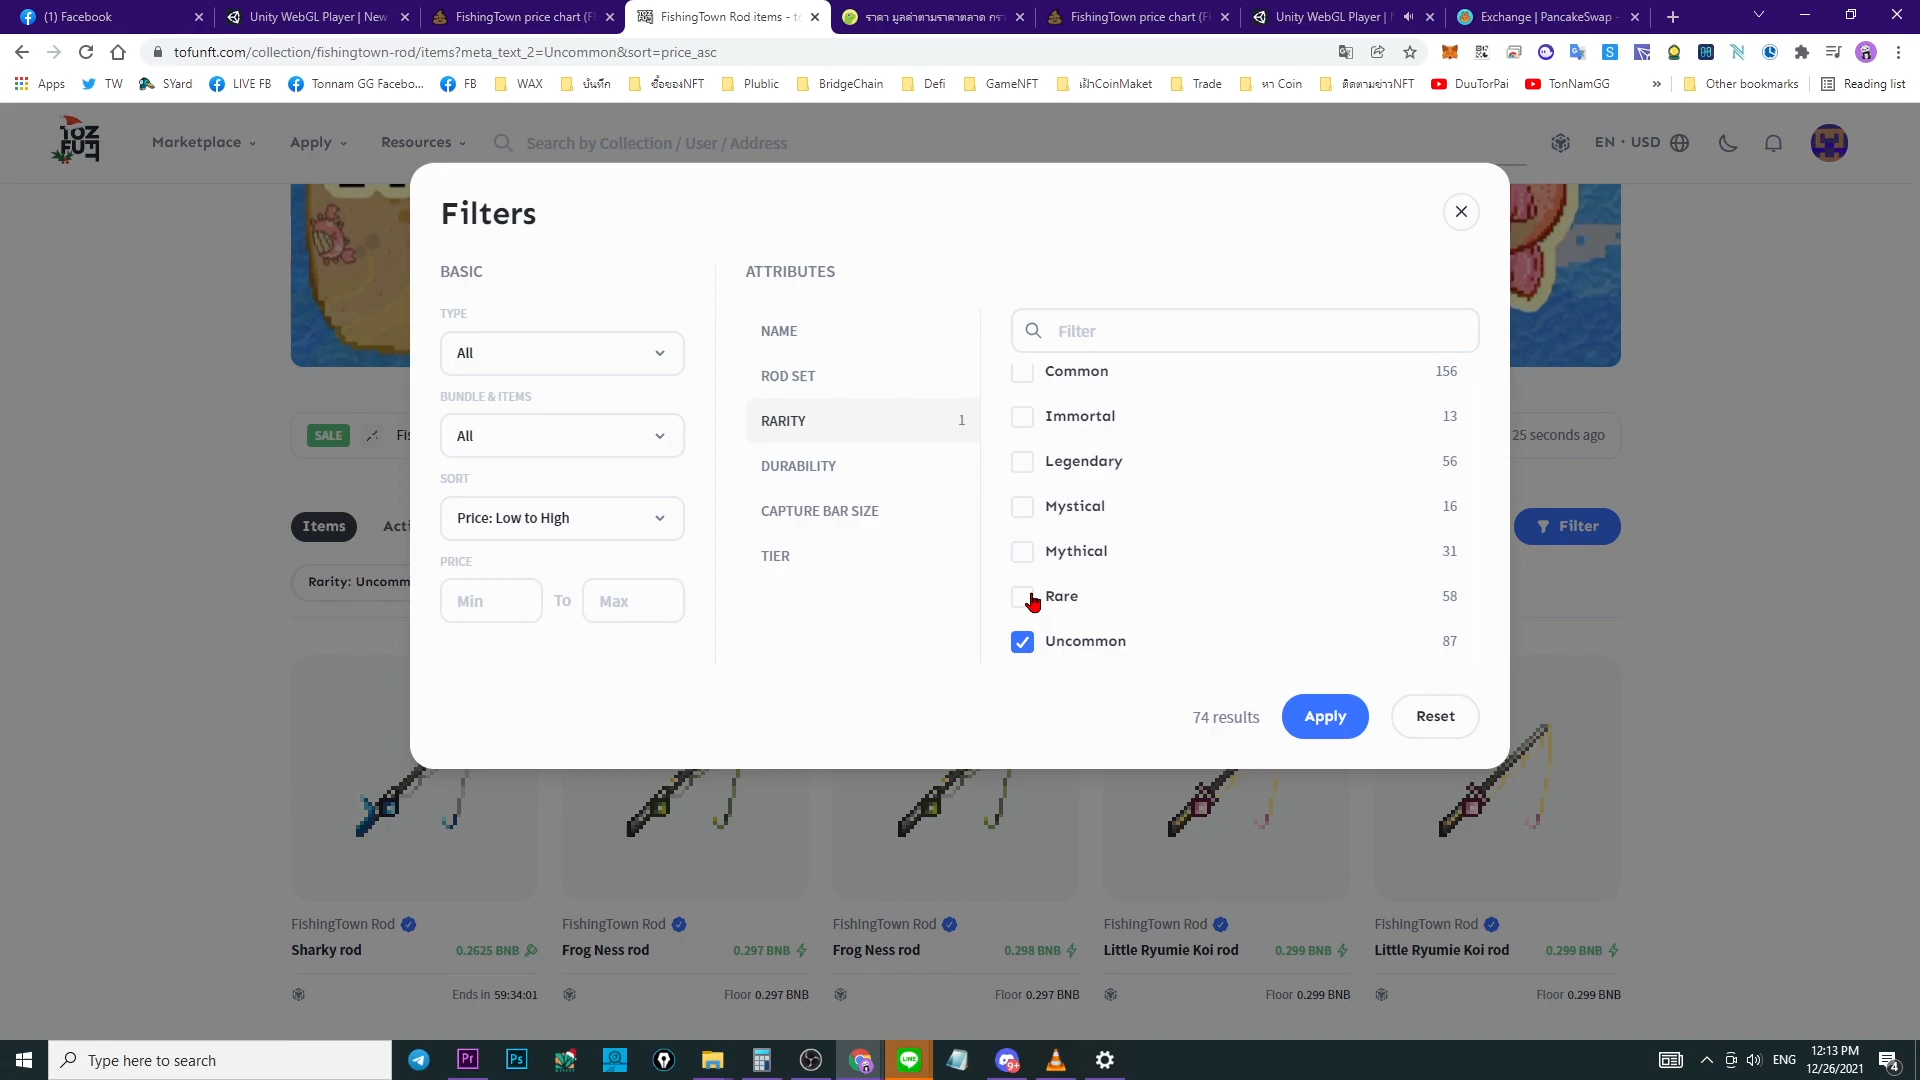 (1) Facebook
Unity WebGL Player | New
FishingTown price chart (FI
FishingTown Rod items - to
ราคา มูลค่าตามราคาตลาด กรา
FishingTown price chart (FI
Unity WebGL Player |
Exchange | PancakeSwap -
tofunft.com/collection/fishingtown-rod/items?meta_text_2=Uncommon&sort=price_asc
Apps
TW
SYard
LIVE FB
Tonnam GG Facebo...
FB
WAX
บันทึก
ซื้อของNFT
Plublic
BridgeChain
Defi
GameNFT
เฝ้าCoinMaket
Trade
หา Coin
ติดตามข่าวNFT
DuuTorPai
TonNamGG
»
Other bookmarks
Reading list
Marketplace
Apply
Resources
Search by Collection / User / Address
EN · USD
Filters
BASIC
TYPE
All
BUNDLE & ITEMS
All
SORT
Price: Low to High
PRICE
Min
To
Max
ATTRIBUTES
NAME
ROD SET
RARITY 1
DURABILITY
CAPTURE BAR SIZE
TIER
Filter
Common 156
Immortal 13
Legendary 56
Mystical 16
Mythical 31
Rare 58
Uncommon 87
74 results
Apply
Reset
SALE
Fis
25 seconds ago
Items
Acti
Filter
Rarity: Uncomm
FishingTown Rod
Sharky rod 0.2625 BNB
Ends in 59:34:01
FishingTown Rod
Frog Ness rod 0.297 BNB
Floor 0.297 BNB
FishingTown Rod
Frog Ness rod 0.298 BNB
Floor 0.297 BNB
FishingTown Rod
Little Ryumie Koi rod 0.299 BNB
Floor 0.299 BNB
FishingTown Rod
Little Ryumie Koi rod 0.299 BNB
Floor 0.299 BNB
Type here to search
Pr
Ps
LINE
9+
ENG
12:13 PM
12/26/2021
4